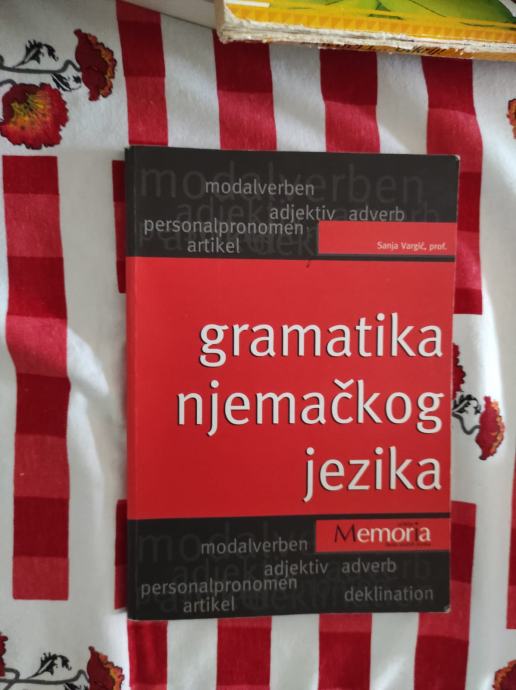 modalverben
adjektiv adverb
personalpronomen
artikel
Sanja Vargić, prof.
gramatika
njemačkog
jezika
Memoria
modalverben
adjektiv adverb
personalpronomen
artikel deklination